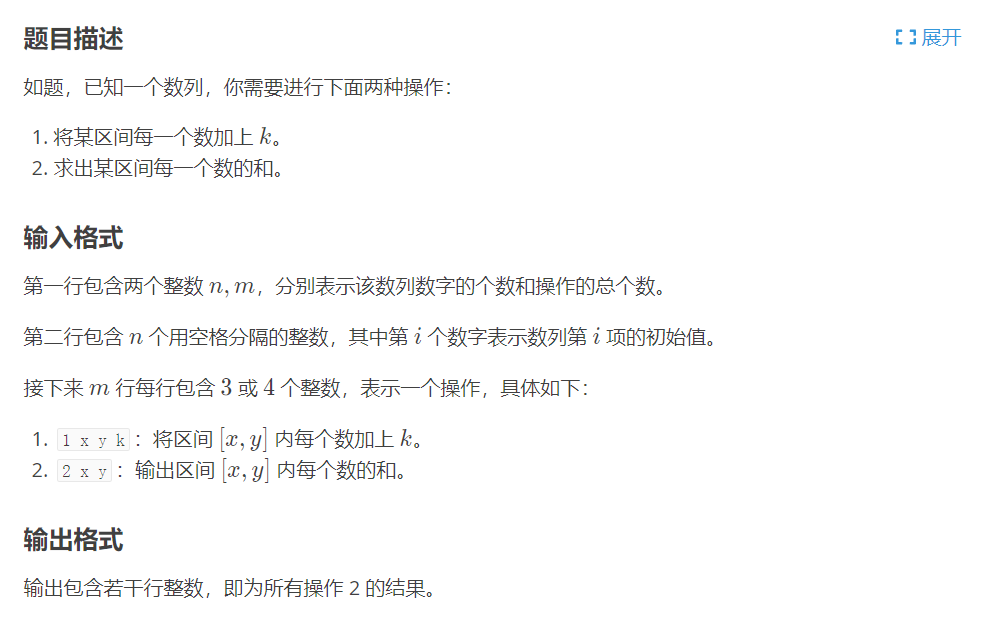 题目描述
展开
如题，已知一个数列，你需要进行下面两种操作：
1. 将某区间每一个数加上 k。
2. 求出某区间每一个数的和。
输入格式
第一行包含两个整数 n, m，分别表示该数列数字的个数和操作的总个数。
第二行包含 n 个用空格分隔的整数，其中第 i 个数字表示数列第 i 项的初始值。
接下来 m 行每行包含 3 或 4 个整数，表示一个操作，具体如下：
1. 1 x y k ：将区间 [x, y] 内每个数加上 k。
2. 2 x y ：输出区间 [x, y] 内每个数的和。
输出格式
输出包含若干行整数，即为所有操作 2 的结果。